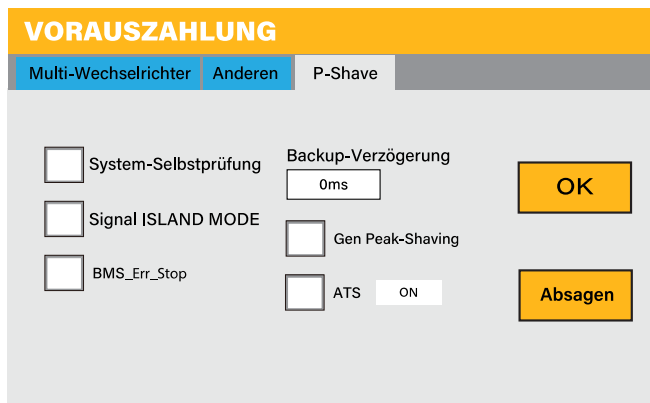 VORAUSZAHLUNG
Multi-Wechselrichter Anderen P-Shave
System-Selbstprüfung
Signal ISLAND MODE
BMS_Err_Stop
Backup-Verzögerung
0ms
Gen Peak-Shaving
ATS ON
OK
Absagen